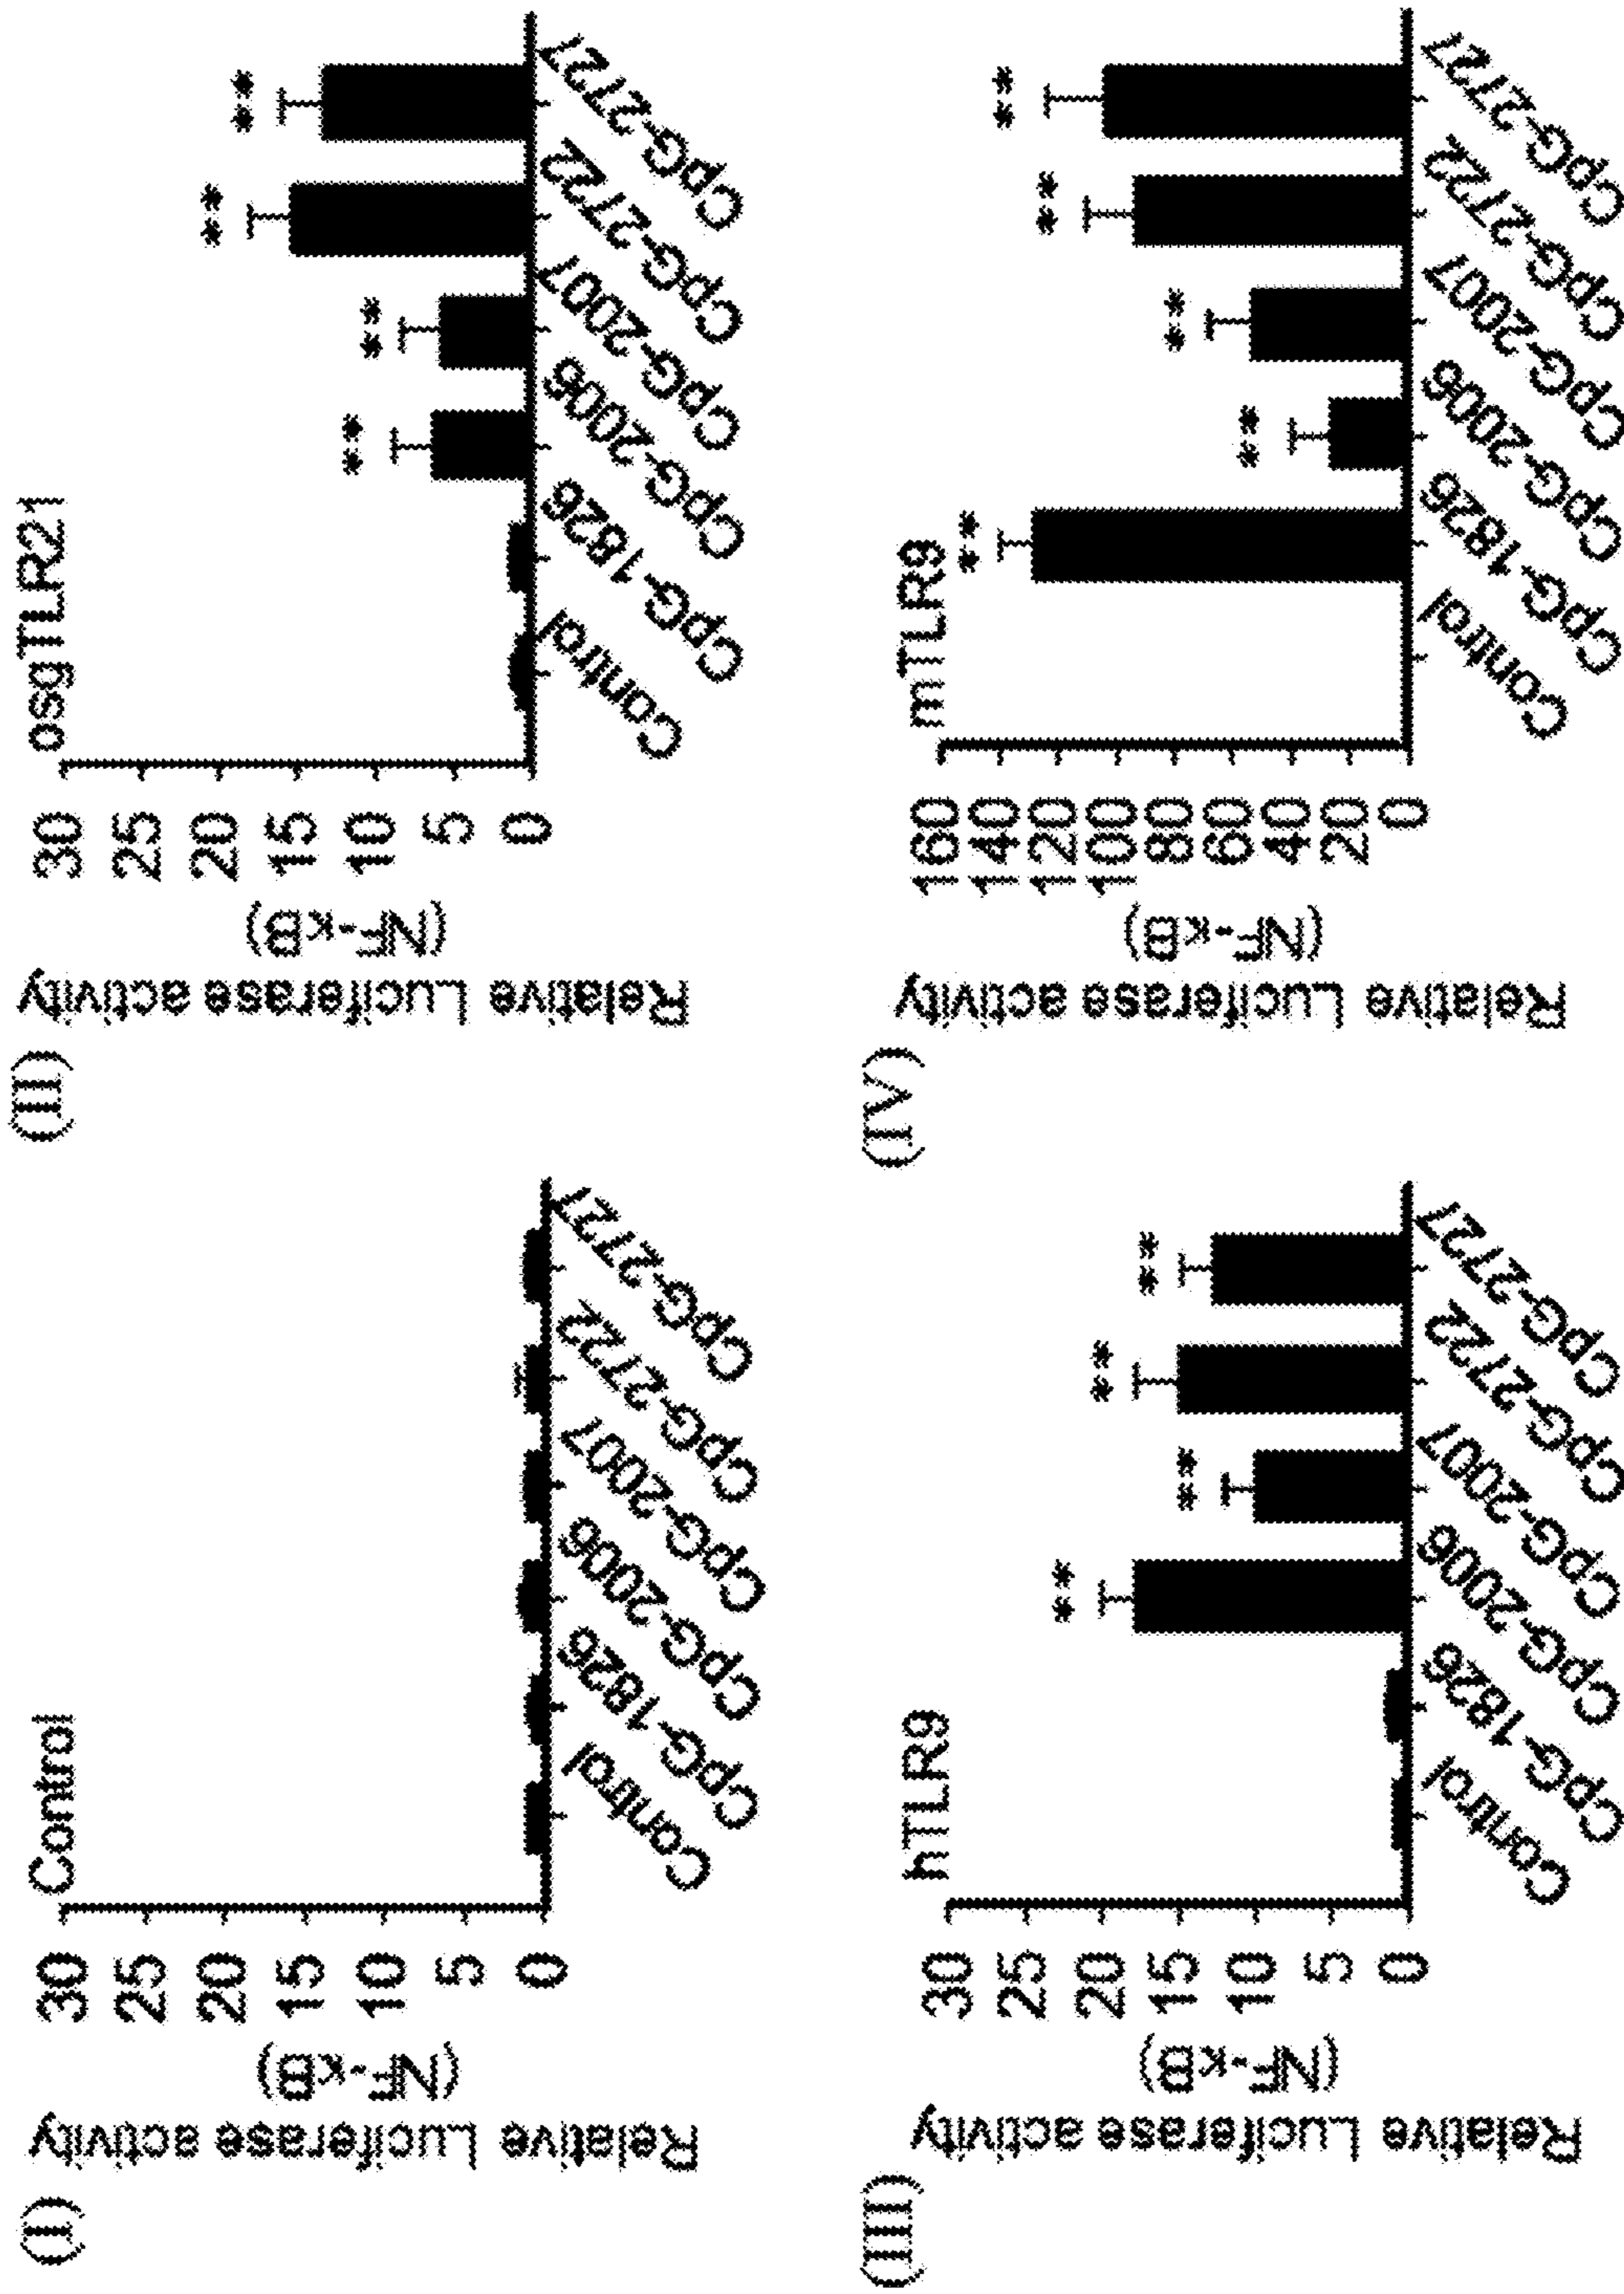 (I)
Control
Relative Luciferase activity
(NF-κB)
30
25
20
15
10
5
0
Control
CpG-1826
CpG-2006
CpG-2007
CpG-2722
CpG-2727
(II)
osgTLR21
Relative Luciferase activity
(NF-κB)
30
25
20
15
10
5
0
**
**
**
**
Control
CpG-1826
CpG-2006
CpG-2007
CpG-2722
CpG-2727
(III)
hTLR9
Relative Luciferase activity
(NF-κB)
30
25
20
15
10
5
0
**
**
**
**
Control
CpG-1826
CpG-2006
CpG-2007
CpG-2722
CpG-2727
(IV)
mTLR9
Relative Luciferase activity
(NF-κB)
160
140
120
100
80
60
40
20
0
**
**
**
**
**
Control
CpG-1826
CpG-2006
CpG-2007
CpG-2722
CpG-2727